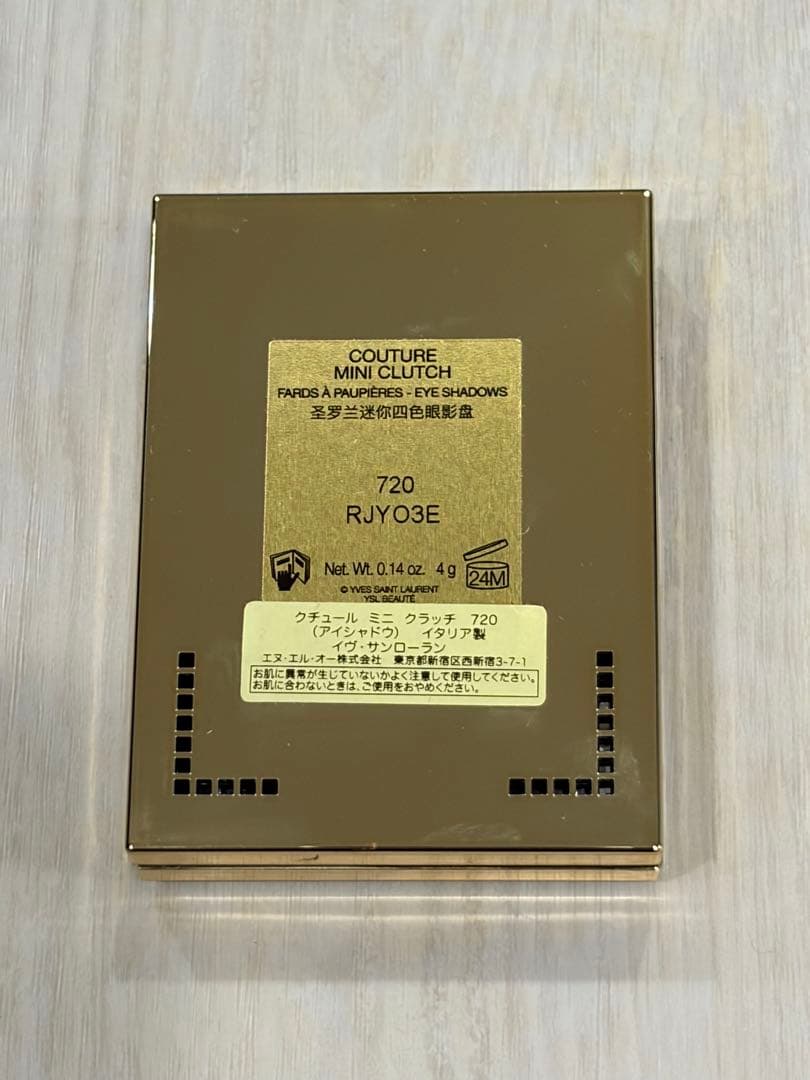 COUTURE
MINI CLUTCH
FARDS À PAUPIÈRES - EYE SHADOWS
圣罗兰迷你四色眼影盘
720
RJY03E
Net. Wt. 0.14 oz. 4 g
24M
© YVES SAINT LAURENT
YSL BEAUTÉ
クチュール ミニ クラッチ 720
（アイシャドウ） イタリア製
イヴ・サンローラン
エヌ・エル・オー株式会社 東京都新宿区西新宿3-7-1
お肌に異常が生じていないかよく注意して使用してください。
お肌に合わないときは、ご使用をおやめください。